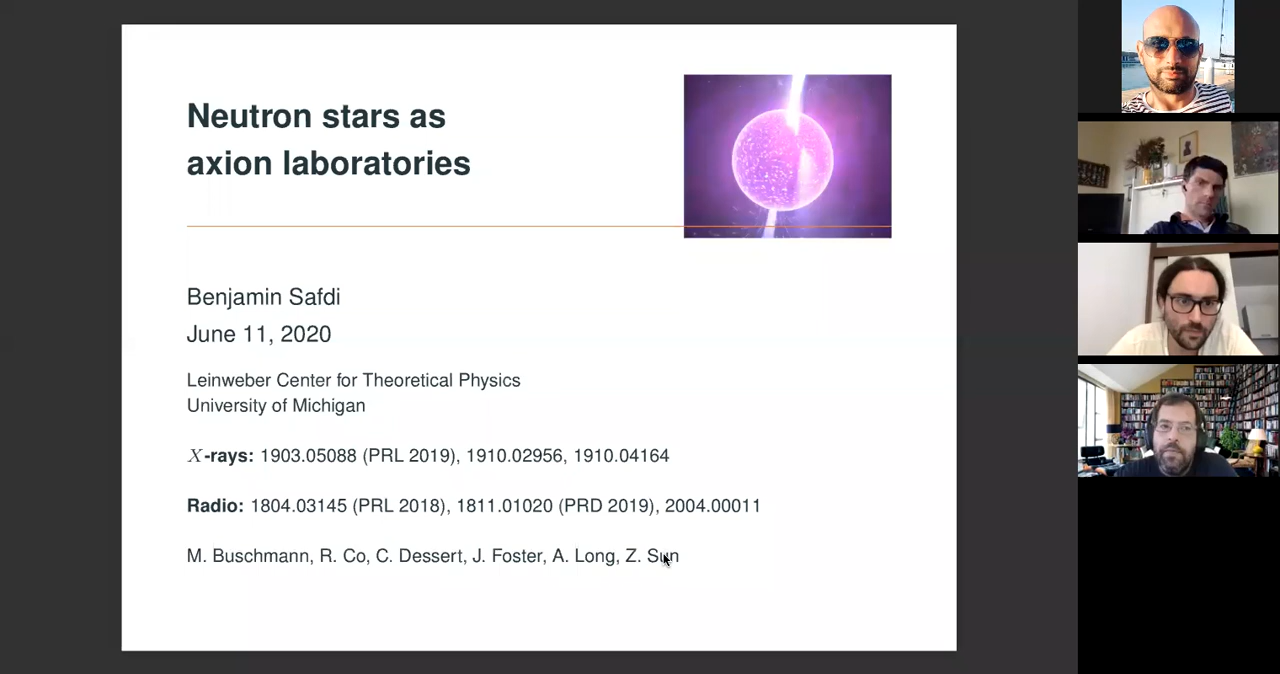 Neutron stars as
axion laboratories
Benjamin Safdi
June 11, 2020
Leinweber Center for Theoretical Physics
University of Michigan
X-rays: 1903.05088 (PRL 2019), 1910.02956, 1910.04164
Radio: 1804.03145 (PRL 2018), 1811.01020 (PRD 2019), 2004.00011
M. Buschmann, R. Co, C. Dessert, J. Foster, A. Long, Z. Sun